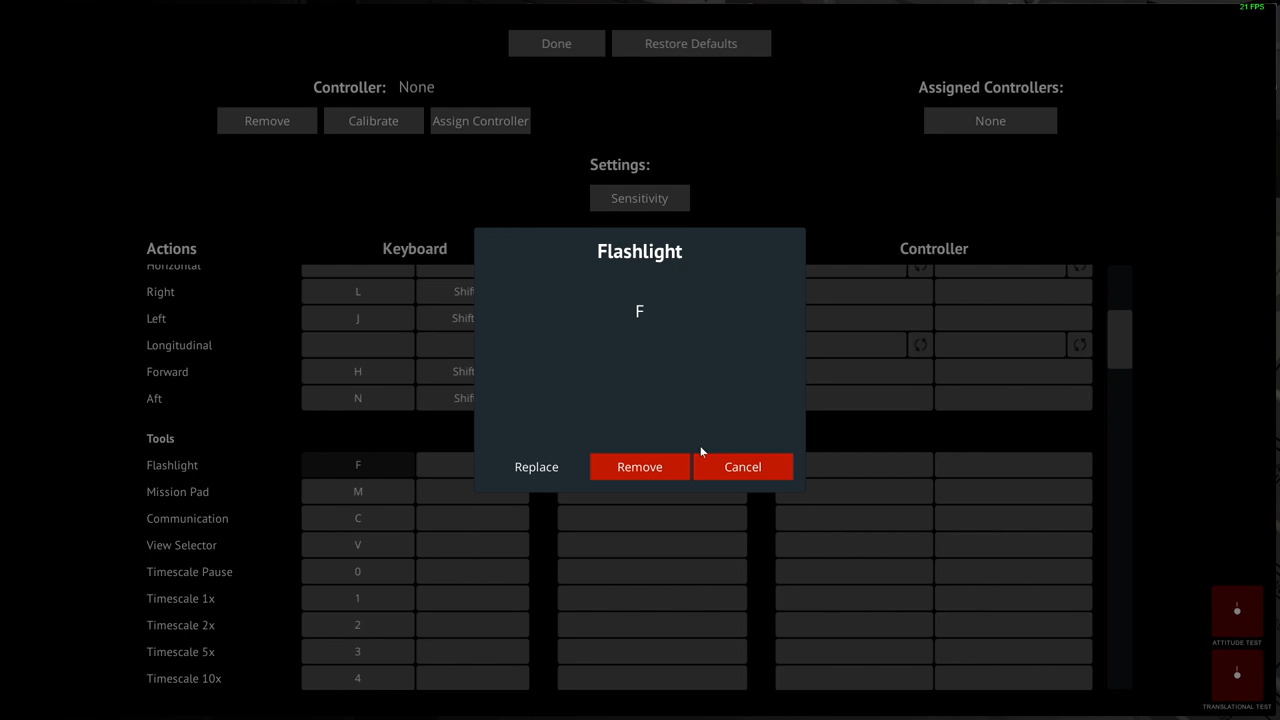 21 FPS
Done
Restore Defaults
Controller: None
Assigned Controllers:
Remove
Calibrate
Assign Controller
None
Settings:
Sensitivity
Actions
Keyboard
Controller
Horizontal
Right L Shif
Left J Shif
Longitudinal
Forward H Shif
Aft N Shif
Tools
Flashlight F
Mission Pad M
Communication C
View Selector V
Timescale Pause 0
Timescale 1x 1
Timescale 2x 2
Timescale 5x 3
Timescale 10x 4
Flashlight
F
Replace
Remove
Cancel
ATTITUDE TEST
TRANSLATIONAL TEST